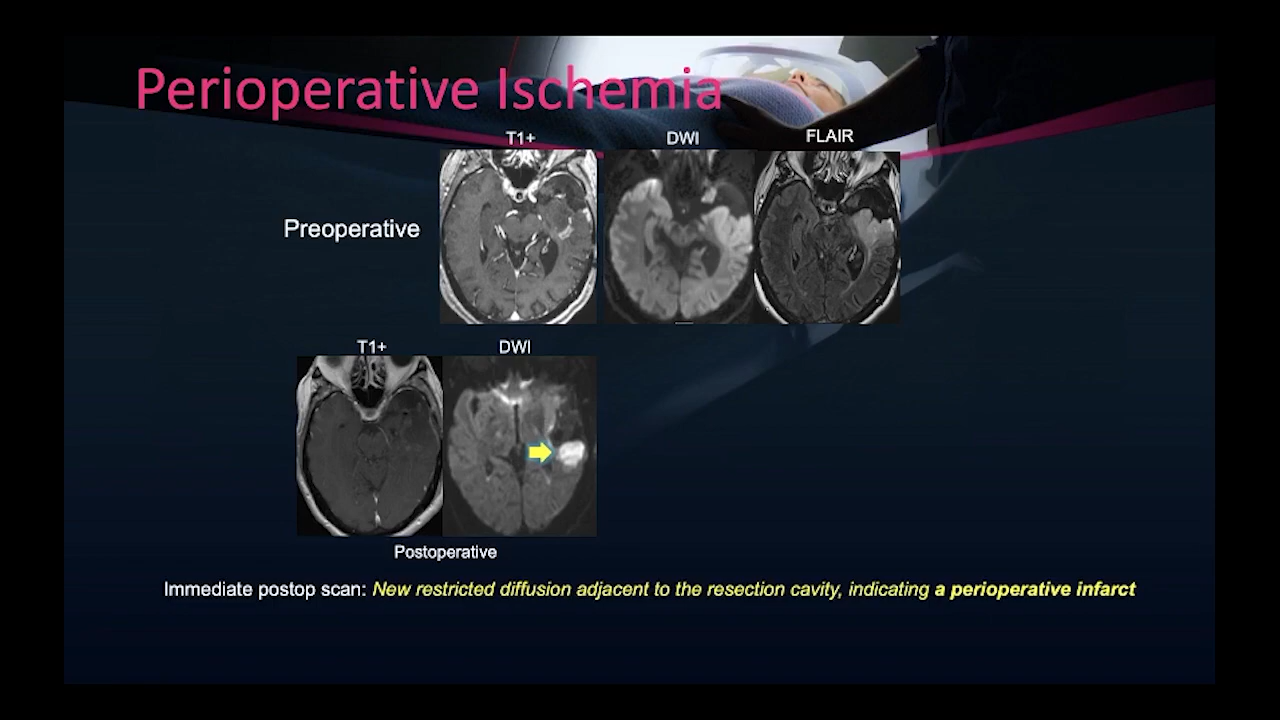 Perioperative Ischemia
T1+ DWI FLAIR
Preoperative
T1+ DWI
Postoperative
Immediate postop scan: New restricted diffusion adjacent to the resection cavity, indicating a perioperative infarct